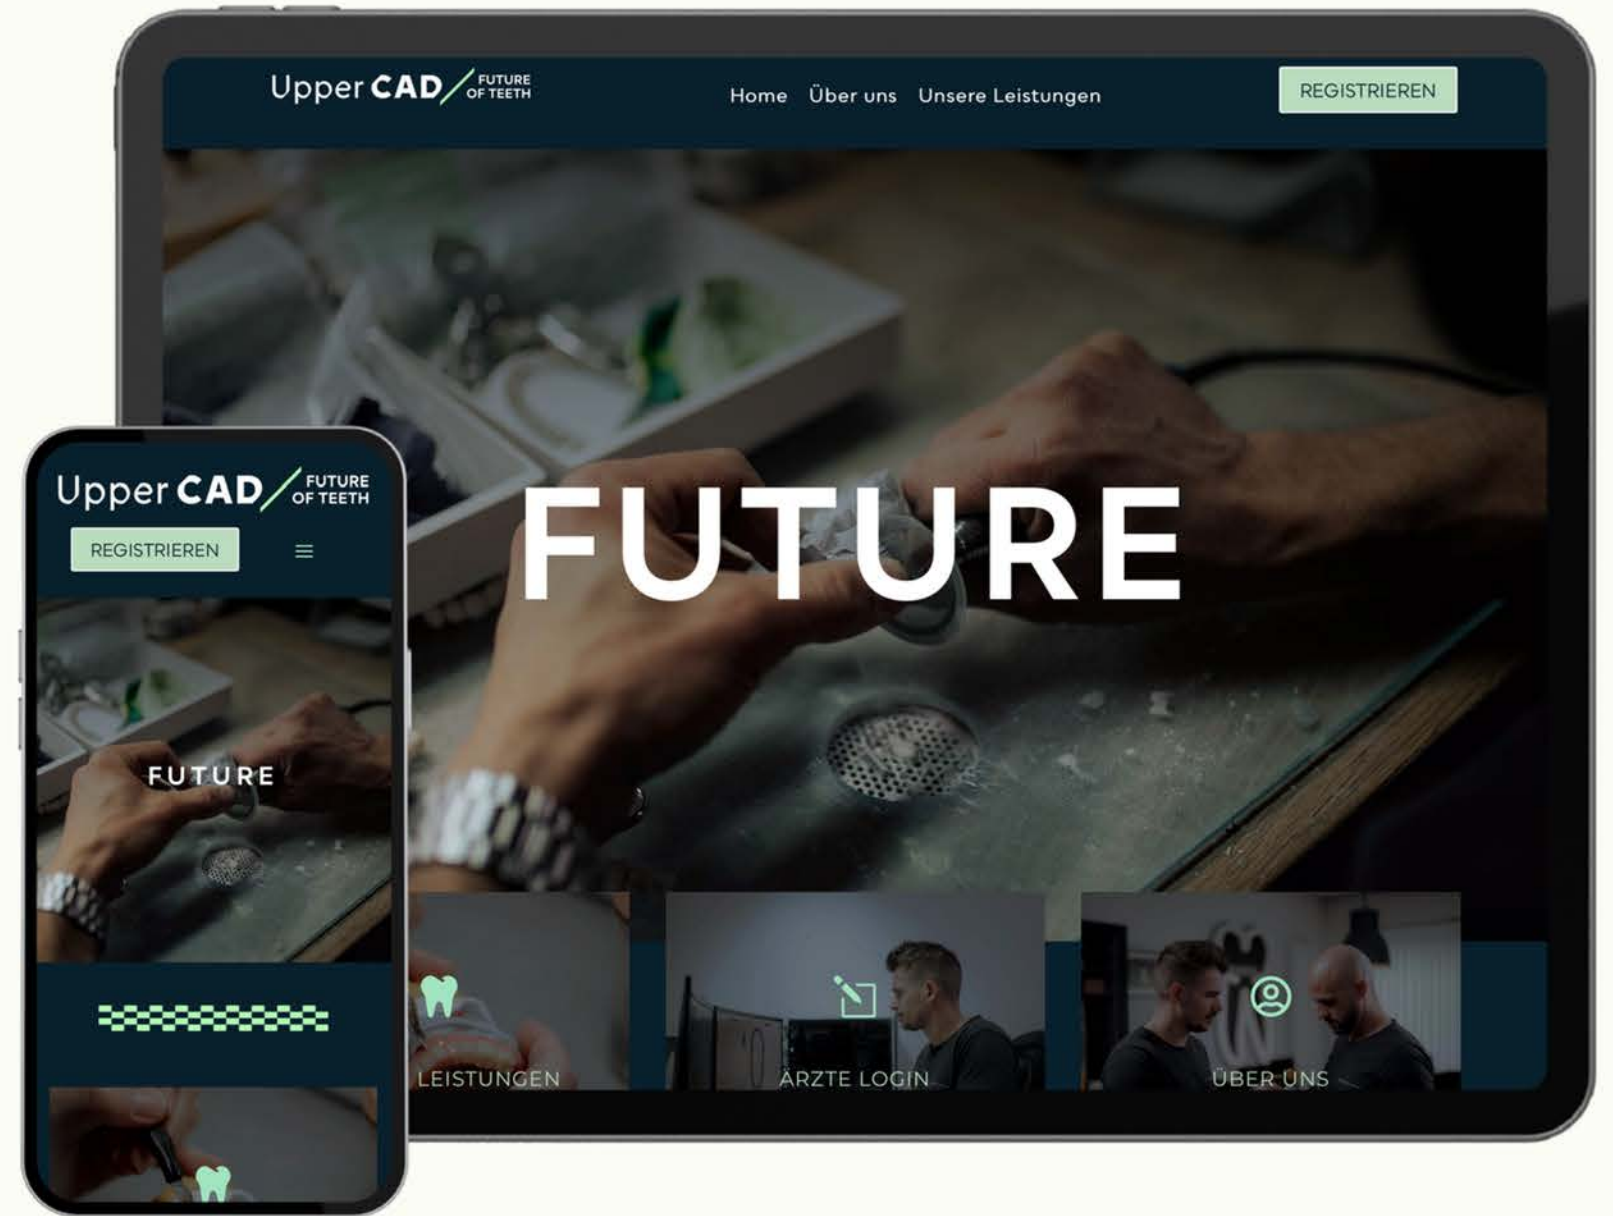 Upper CAD FUTURE
OF TEETH
Home Über uns Unsere Leistungen
REGISTRIEREN
FUTURE
LEISTUNGEN
ÄRZTE LOGIN
ÜBER UNS
Upper CAD FUTURE
OF TEETH
REGISTRIEREN
FUTURE